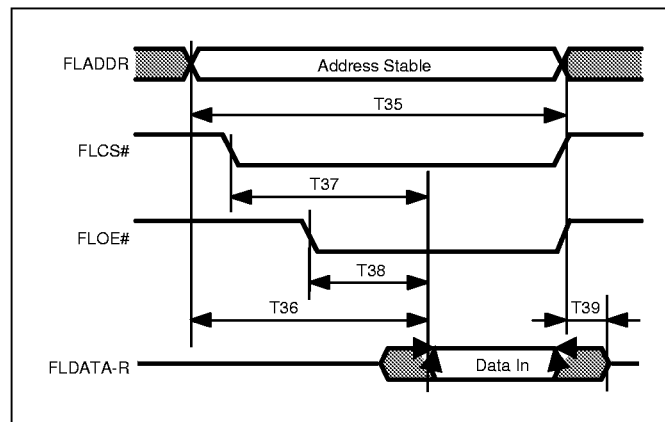 FLADDR
Address Stable
T35
FLCS#
T37
FLOE#
T38
T36
T39
FLDATA-R
Data In